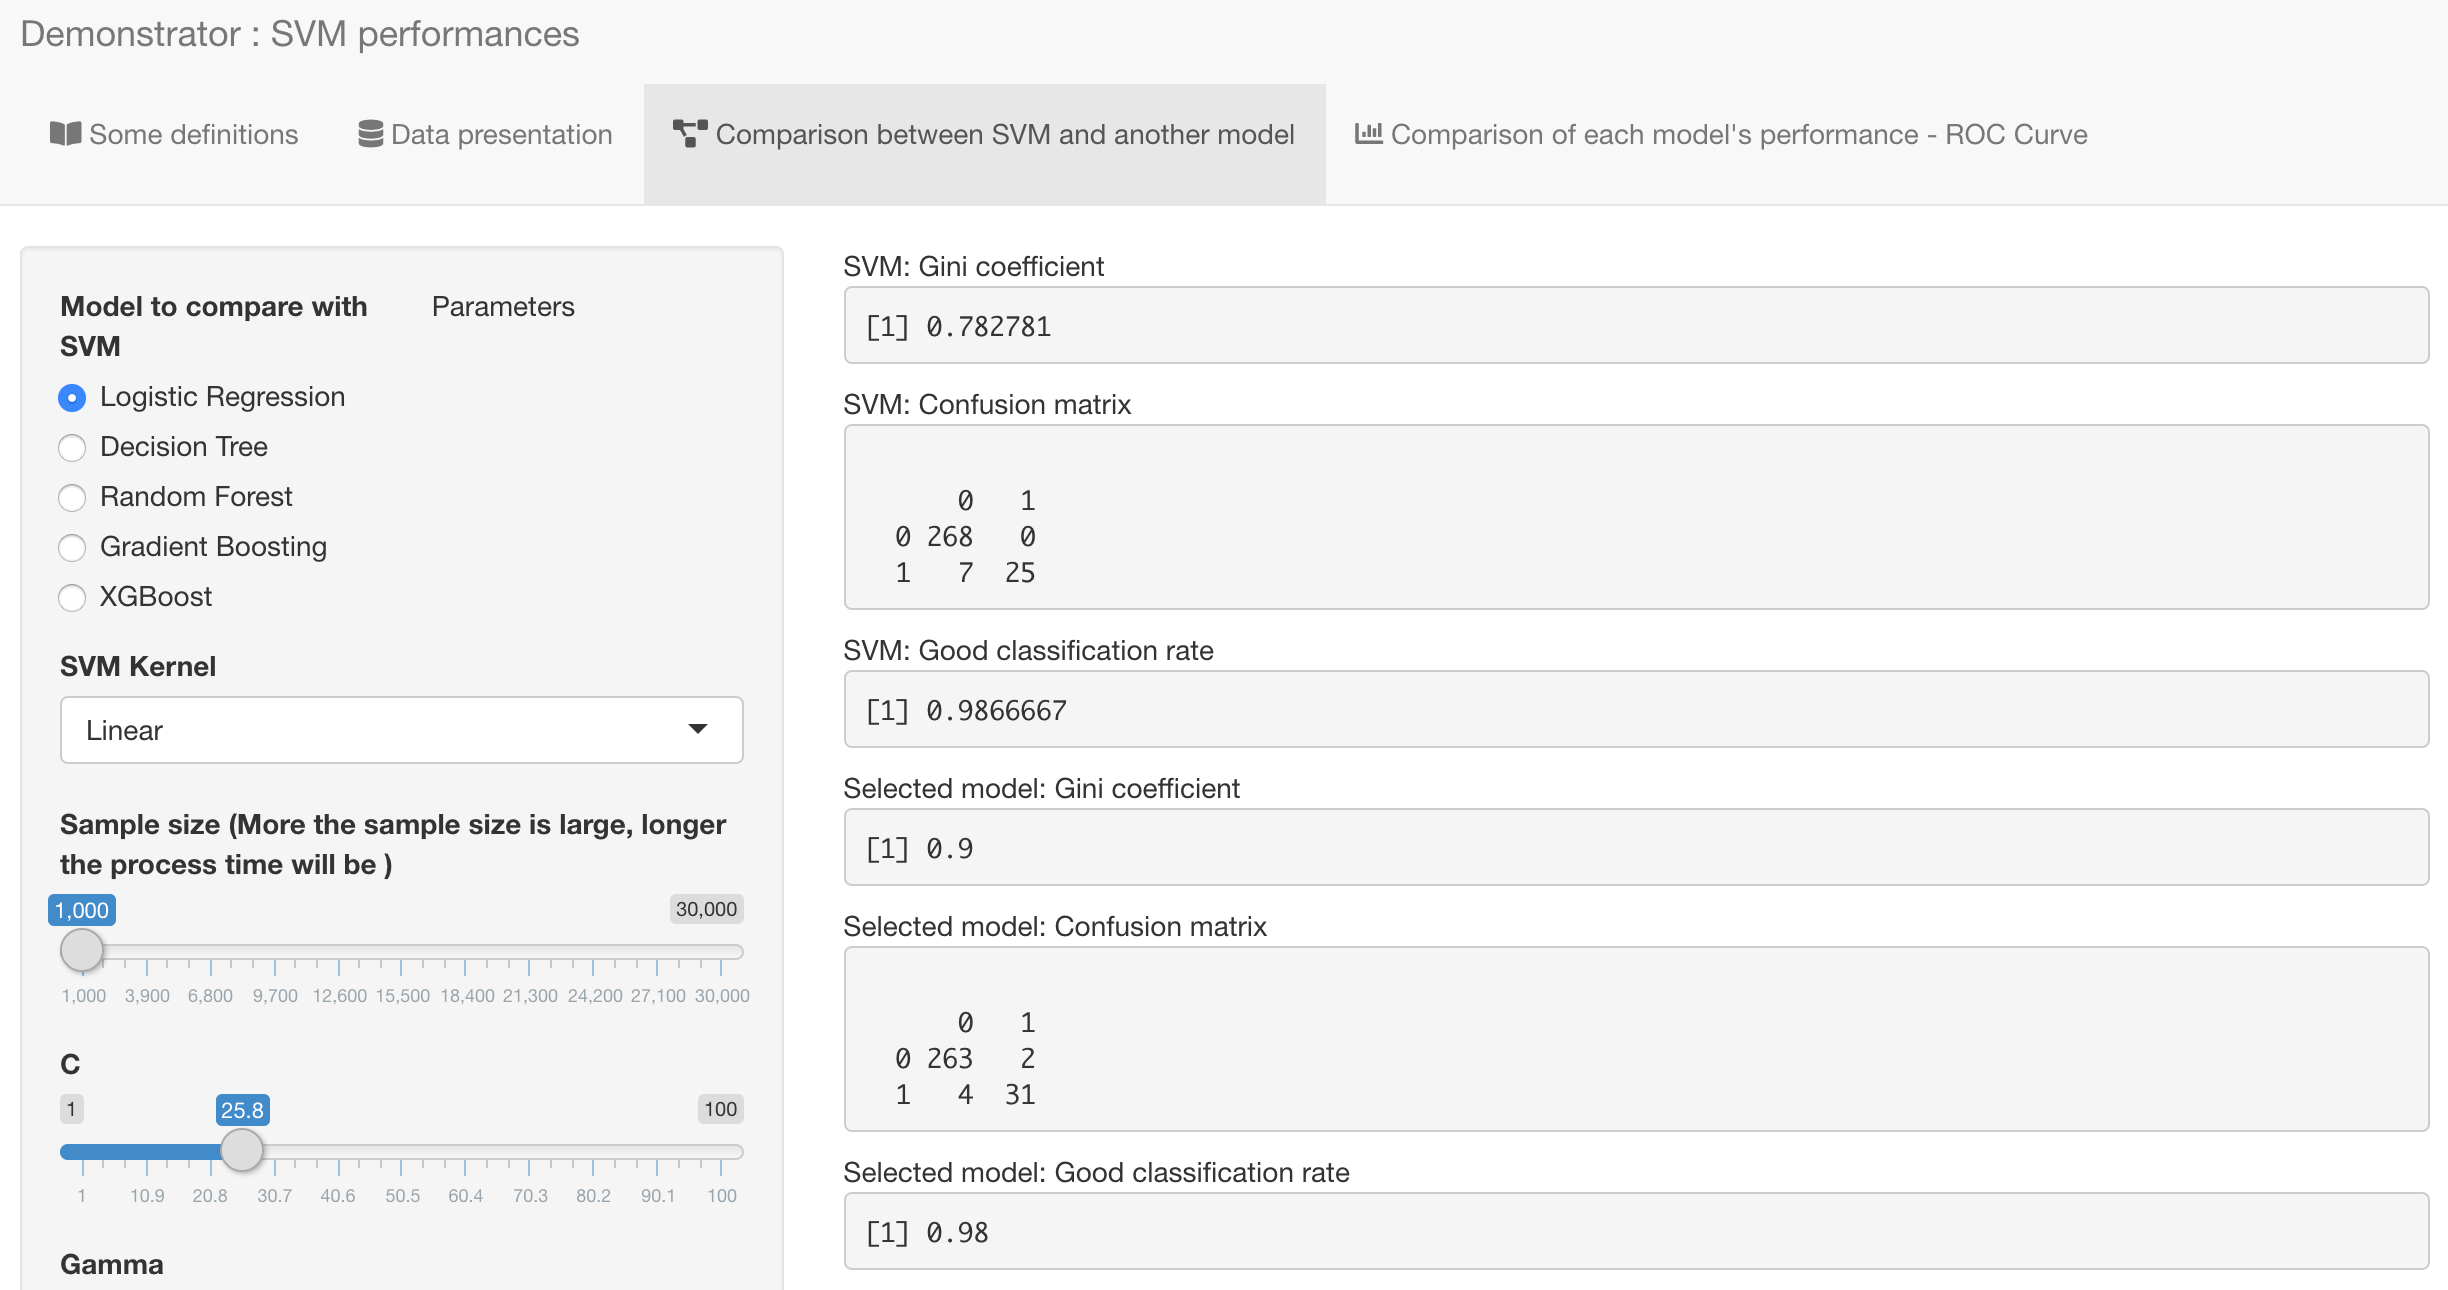 Demonstrator : SVM performances
Some definitions
Data presentation
Comparison between SVM and another model
Comparison of each model's performance - ROC Curve
Model to compare with
SVM
Parameters
Logistic Regression
Decision Tree
Random Forest
Gradient Boosting
XGBoost
SVM Kernel
Linear
Sample size (More the sample size is large, longer
the process time will be )
1,000 30,000
1,000 3,900 6,800 9,700 12,600 15,500 18,400 21,300 24,200 27,100 30,000
C
1 25.8 100
1 10.9 20.8 30.7 40.6 50.5 60.4 70.3 80.2 90.1 100
Gamma
SVM: Gini coefficient
[1] 0.782781
SVM: Confusion matrix
0 1
0 268 0
1 7 25
SVM: Good classification rate
[1] 0.9866667
Selected model: Gini coefficient
[1] 0.9
Selected model: Confusion matrix
0 1
0 263 2
1 4 31
Selected model: Good classification rate
[1] 0.98